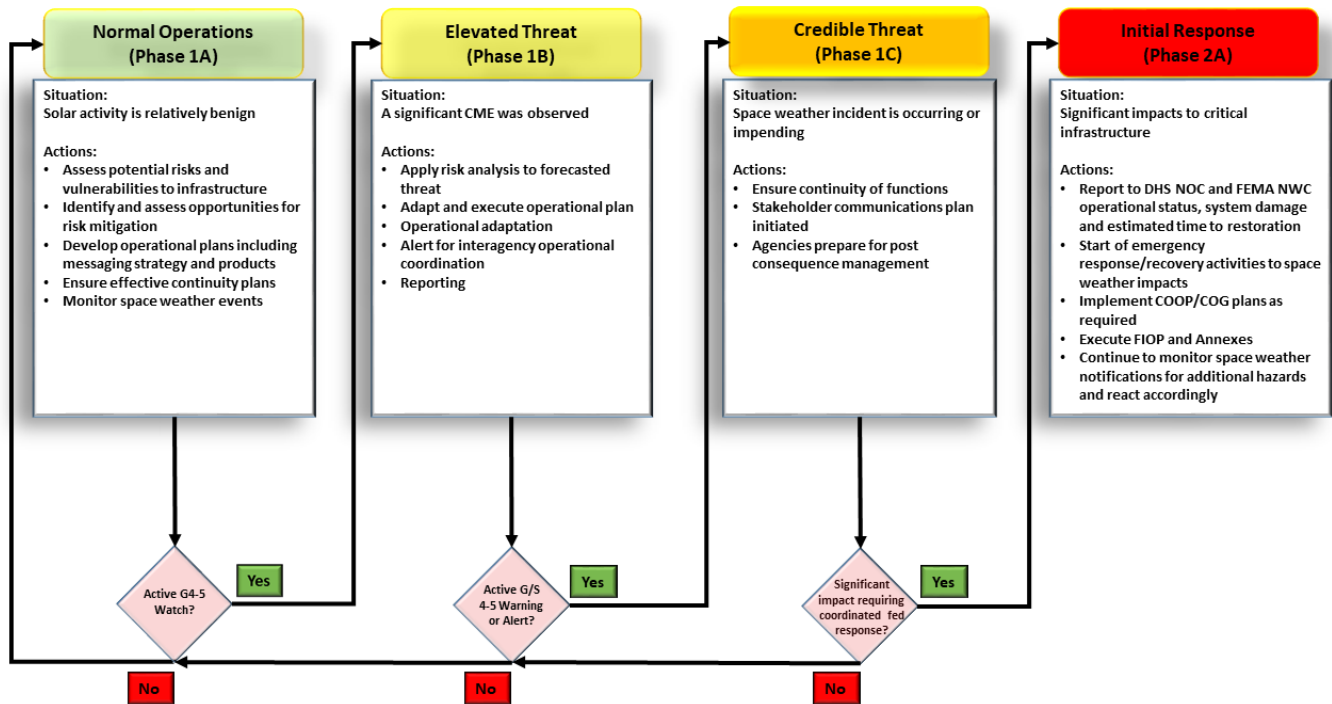 Normal Operations
(Phase 1A)
Situation:
Solar activity is relatively benign
Actions:
• Assess potential risks and
vulnerabilities to infrastructure
• Identify and assess opportunities for
risk mitigation
• Develop operational plans including
messaging strategy and products
• Ensure effective continuity plans
• Monitor space weather events
Active G4-5
Watch?
Yes
No
Elevated Threat
(Phase 1B)
Situation:
A significant CME was observed
Actions:
• Apply risk analysis to forecasted
threat
• Adapt and execute operational plan
• Operational adaptation
• Alert for interagency operational
coordination
• Reporting
Active G/S
4-5 Warning
or Alert?
Yes
No
Credible Threat
(Phase 1C)
Situation:
Space weather incident is occurring or
impending
Actions:
• Ensure continuity of functions
• Stakeholder communications plan
initiated
• Agencies prepare for post
consequence management
Significant
impact requiring
coordinated fed
response?
Yes
No
Initial Response
(Phase 2A)
Situation:
Significant impacts to critical
infrastructure
Actions:
• Report to DHS NOC and FEMA NWC
operational status, system damage
and estimated time to restoration
• Start of emergency
response/recovery activities to space
weather impacts
• Implement COOP/COG plans as
required
• Execute FIOP and Annexes
• Continue to monitor space weather
notifications for additional hazards
and react accordingly